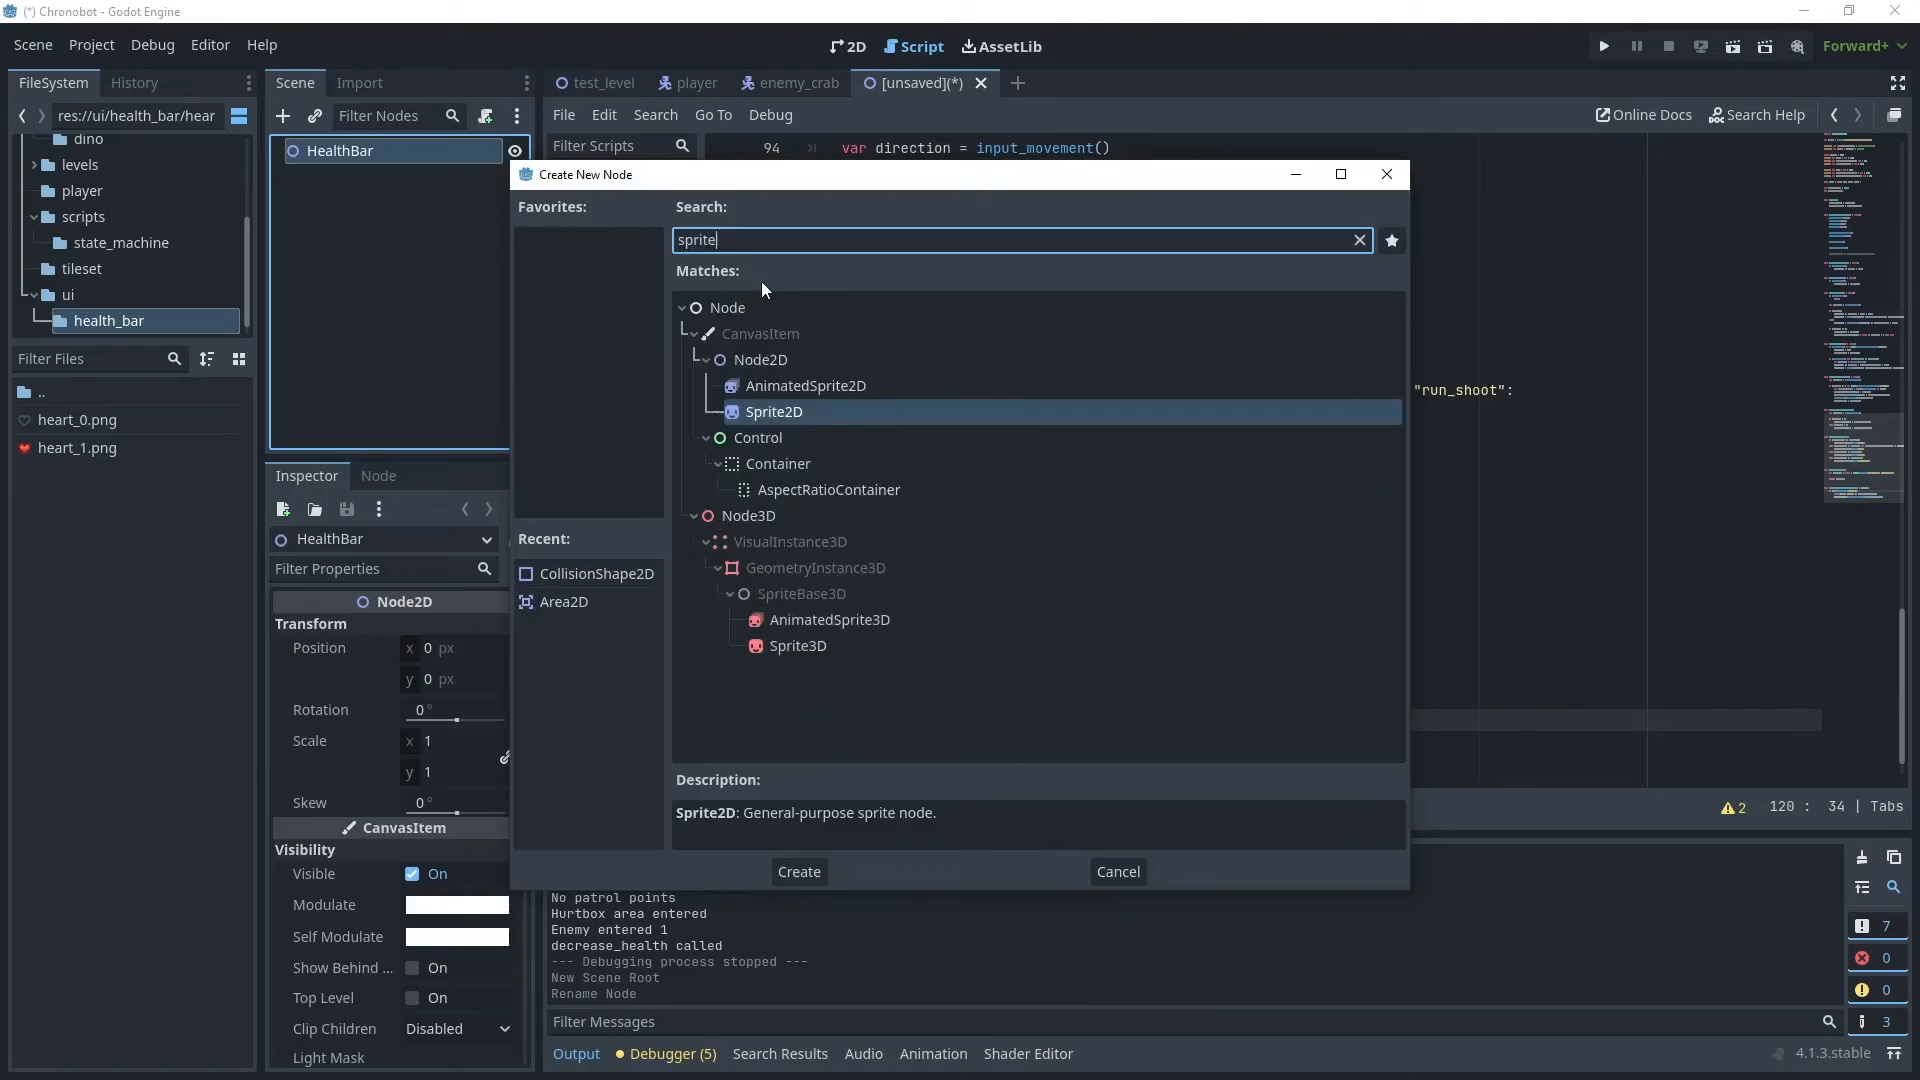 (*) Chronobot - Godot Engine
Scene Project Debug Editor Help
2D Script AssetLib
Forward+
FileSystem History
Scene Import
test_level player enemy_crab [unsaved](*)
res://ui/health_bar/hear
Filter Nodes
File Edit Search Go To Debug
Online Docs Search Help
dino
levels
player
scripts
state_machine
tileset
ui
health_bar
Filter Files
..
heart_0.png
heart_1.png
HealthBar
Filter Scripts
94 var direction = input_movement()
"run_shoot":
Inspector Node
HealthBar
Filter Properties
Node2D
Transform
Position x 0 px
y 0 px
Rotation 0 °
Scale x 1
y 1
Skew 0 °
CanvasItem
Visibility
Visible On
Modulate
Self Modulate
Show Behind ... On
Top Level On
Clip Children Disabled
Light Mask
Create New Node
Favorites:
Search:
sprite
Matches:
Node
CanvasItem
Node2D
AnimatedSprite2D
Sprite2D
Control
Container
AspectRatioContainer
Node3D
VisualInstance3D
GeometryInstance3D
SpriteBase3D
AnimatedSprite3D
Sprite3D
Recent:
CollisionShape2D
Area2D
Description:
Sprite2D: General-purpose sprite node.
Create
Cancel
2 120 : 34 | Tabs
No patrol points
Hurtbox area entered
Enemy entered 1
decrease_health called
--- Debugging process stopped ---
New Scene Root
Rename Node
7
0
0
3
Filter Messages
Output Debugger (5) Search Results Audio Animation Shader Editor
4.1.3.stable